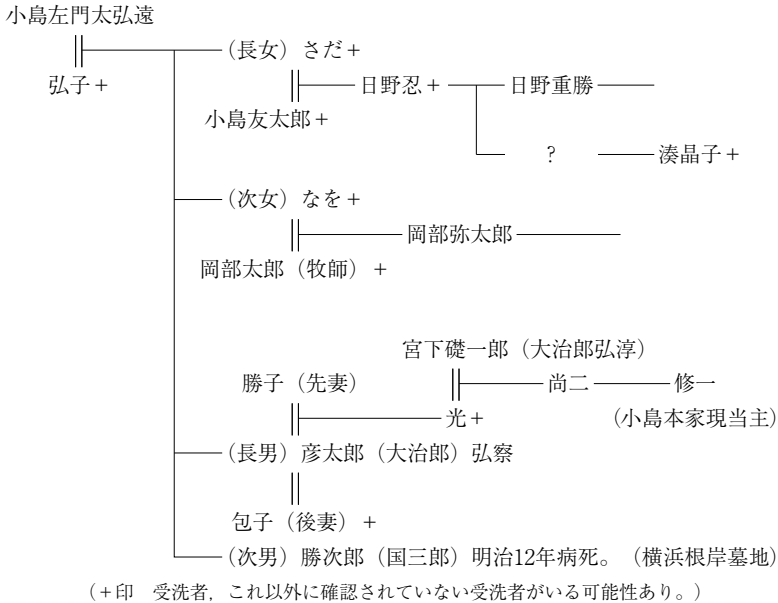 小島左門太弘遠
弘子+
(長女)さだ+
小島友太郎+
日野忍+
日野重勝
?
湊晶子+
(次女)なを+
岡部弥太郎
岡部太郎(牧師)+
宮下礎一郎(大治郎弘淳)
勝子(先妻)
尚二
修一
光+
(小島本家現当主)
(長男)彦太郎(大治郎)弘察
包子(後妻)+
(次男)勝次郎(国三郎)明治12年病死。(横浜根岸墓地)
(+印 受洗者,これ以外に確認されていない受洗者がいる可能性あり。)